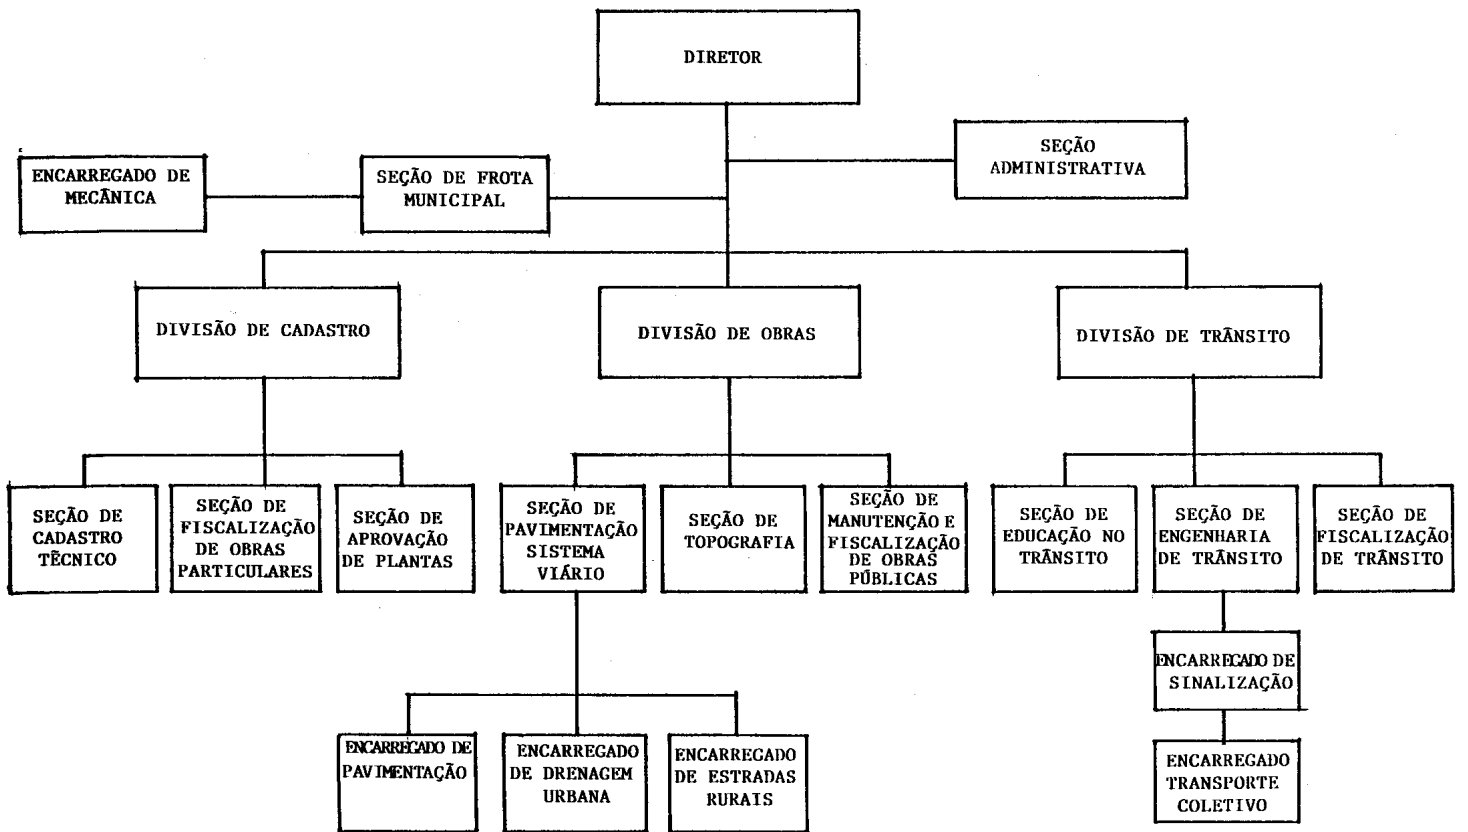 DIRETOR
SEÇÃO
ADMINISTRATIVA
ENCARREGADO DE
MECÂNICA
SEÇÃO DE FROTA
MUNICIPAL
DIVISÃO DE CADASTRO
DIVISÃO DE OBRAS
DIVISÃO DE TRÂNSITO
SEÇÃO DE
CADASTRO
TÊCNICO
SEÇÃO DE
FISCALIZAÇÃO
DE OBRAS
PARTICULARES
SEÇÃO DE
APROVAÇÃO
DE PLANTAS
SEÇÃO DE
PAVIMENTAÇÃO
SISTEMA
VIÁRIO
SEÇÃO DE
TOPOGRAFIA
SEÇÃO DE
MANUTENÇÃO E
FISCALIZAÇÃO
DE OBRAS
PÚBLICAS
SEÇÃO DE
EDUCAÇÃO NO
TRÂNSITO
SEÇÃO DE
ENGENHARIA
DE TRÂNSITO
SEÇÃO DE
FISCALIZAÇÃO
DE TRÂNSITO
ENCARREGADO DE
SINALIZAÇÃO
ENCARREGADO DE
PAVIMENTAÇÃO
ENCARREGADO
DE DRENAGEM
URBANA
ENCARREGADO
DE ESTRADAS
RURAIS
ENCARREGADO
TRANSPORTE
COLETIVO